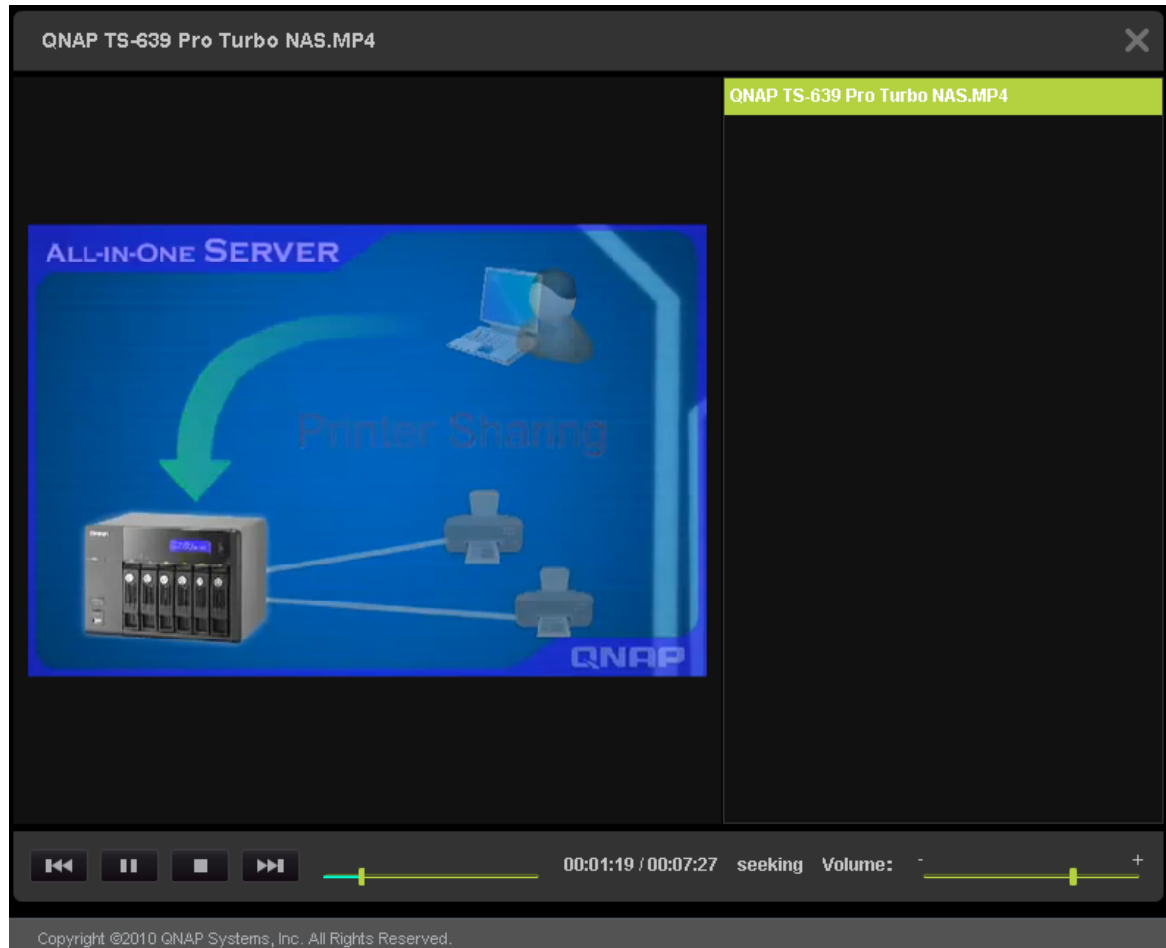 QNAP TS-639 Pro Turbo NAS.MP4
QNAP TS-639 Pro Turbo NAS.MP4
ALL-IN-ONE SERVER
Printer Sharing
QNAP
00:01:19 / 00:07:27 seeking Volume: - +
Copyright ©2010 QNAP Systems, Inc. All Rights Reserved.